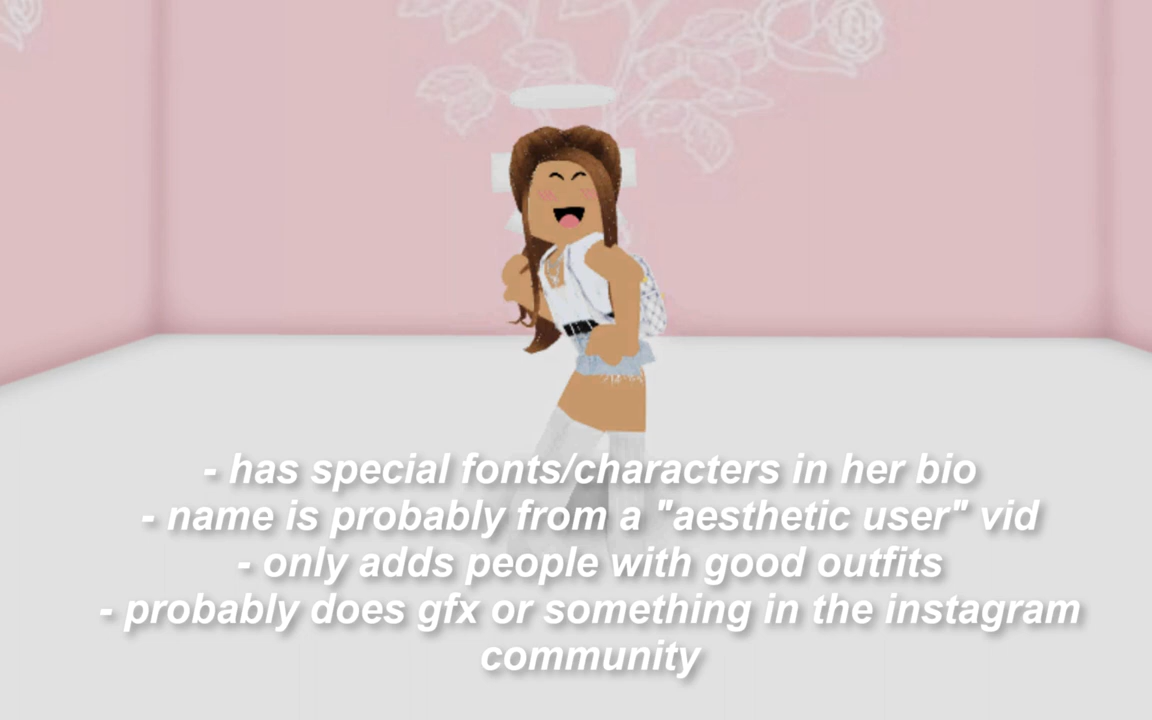 - has special fonts/characters in her bio
- name is probably from a "aesthetic user" vid
- only adds people with good outfits
- probably does gfx or something in the instagram
community